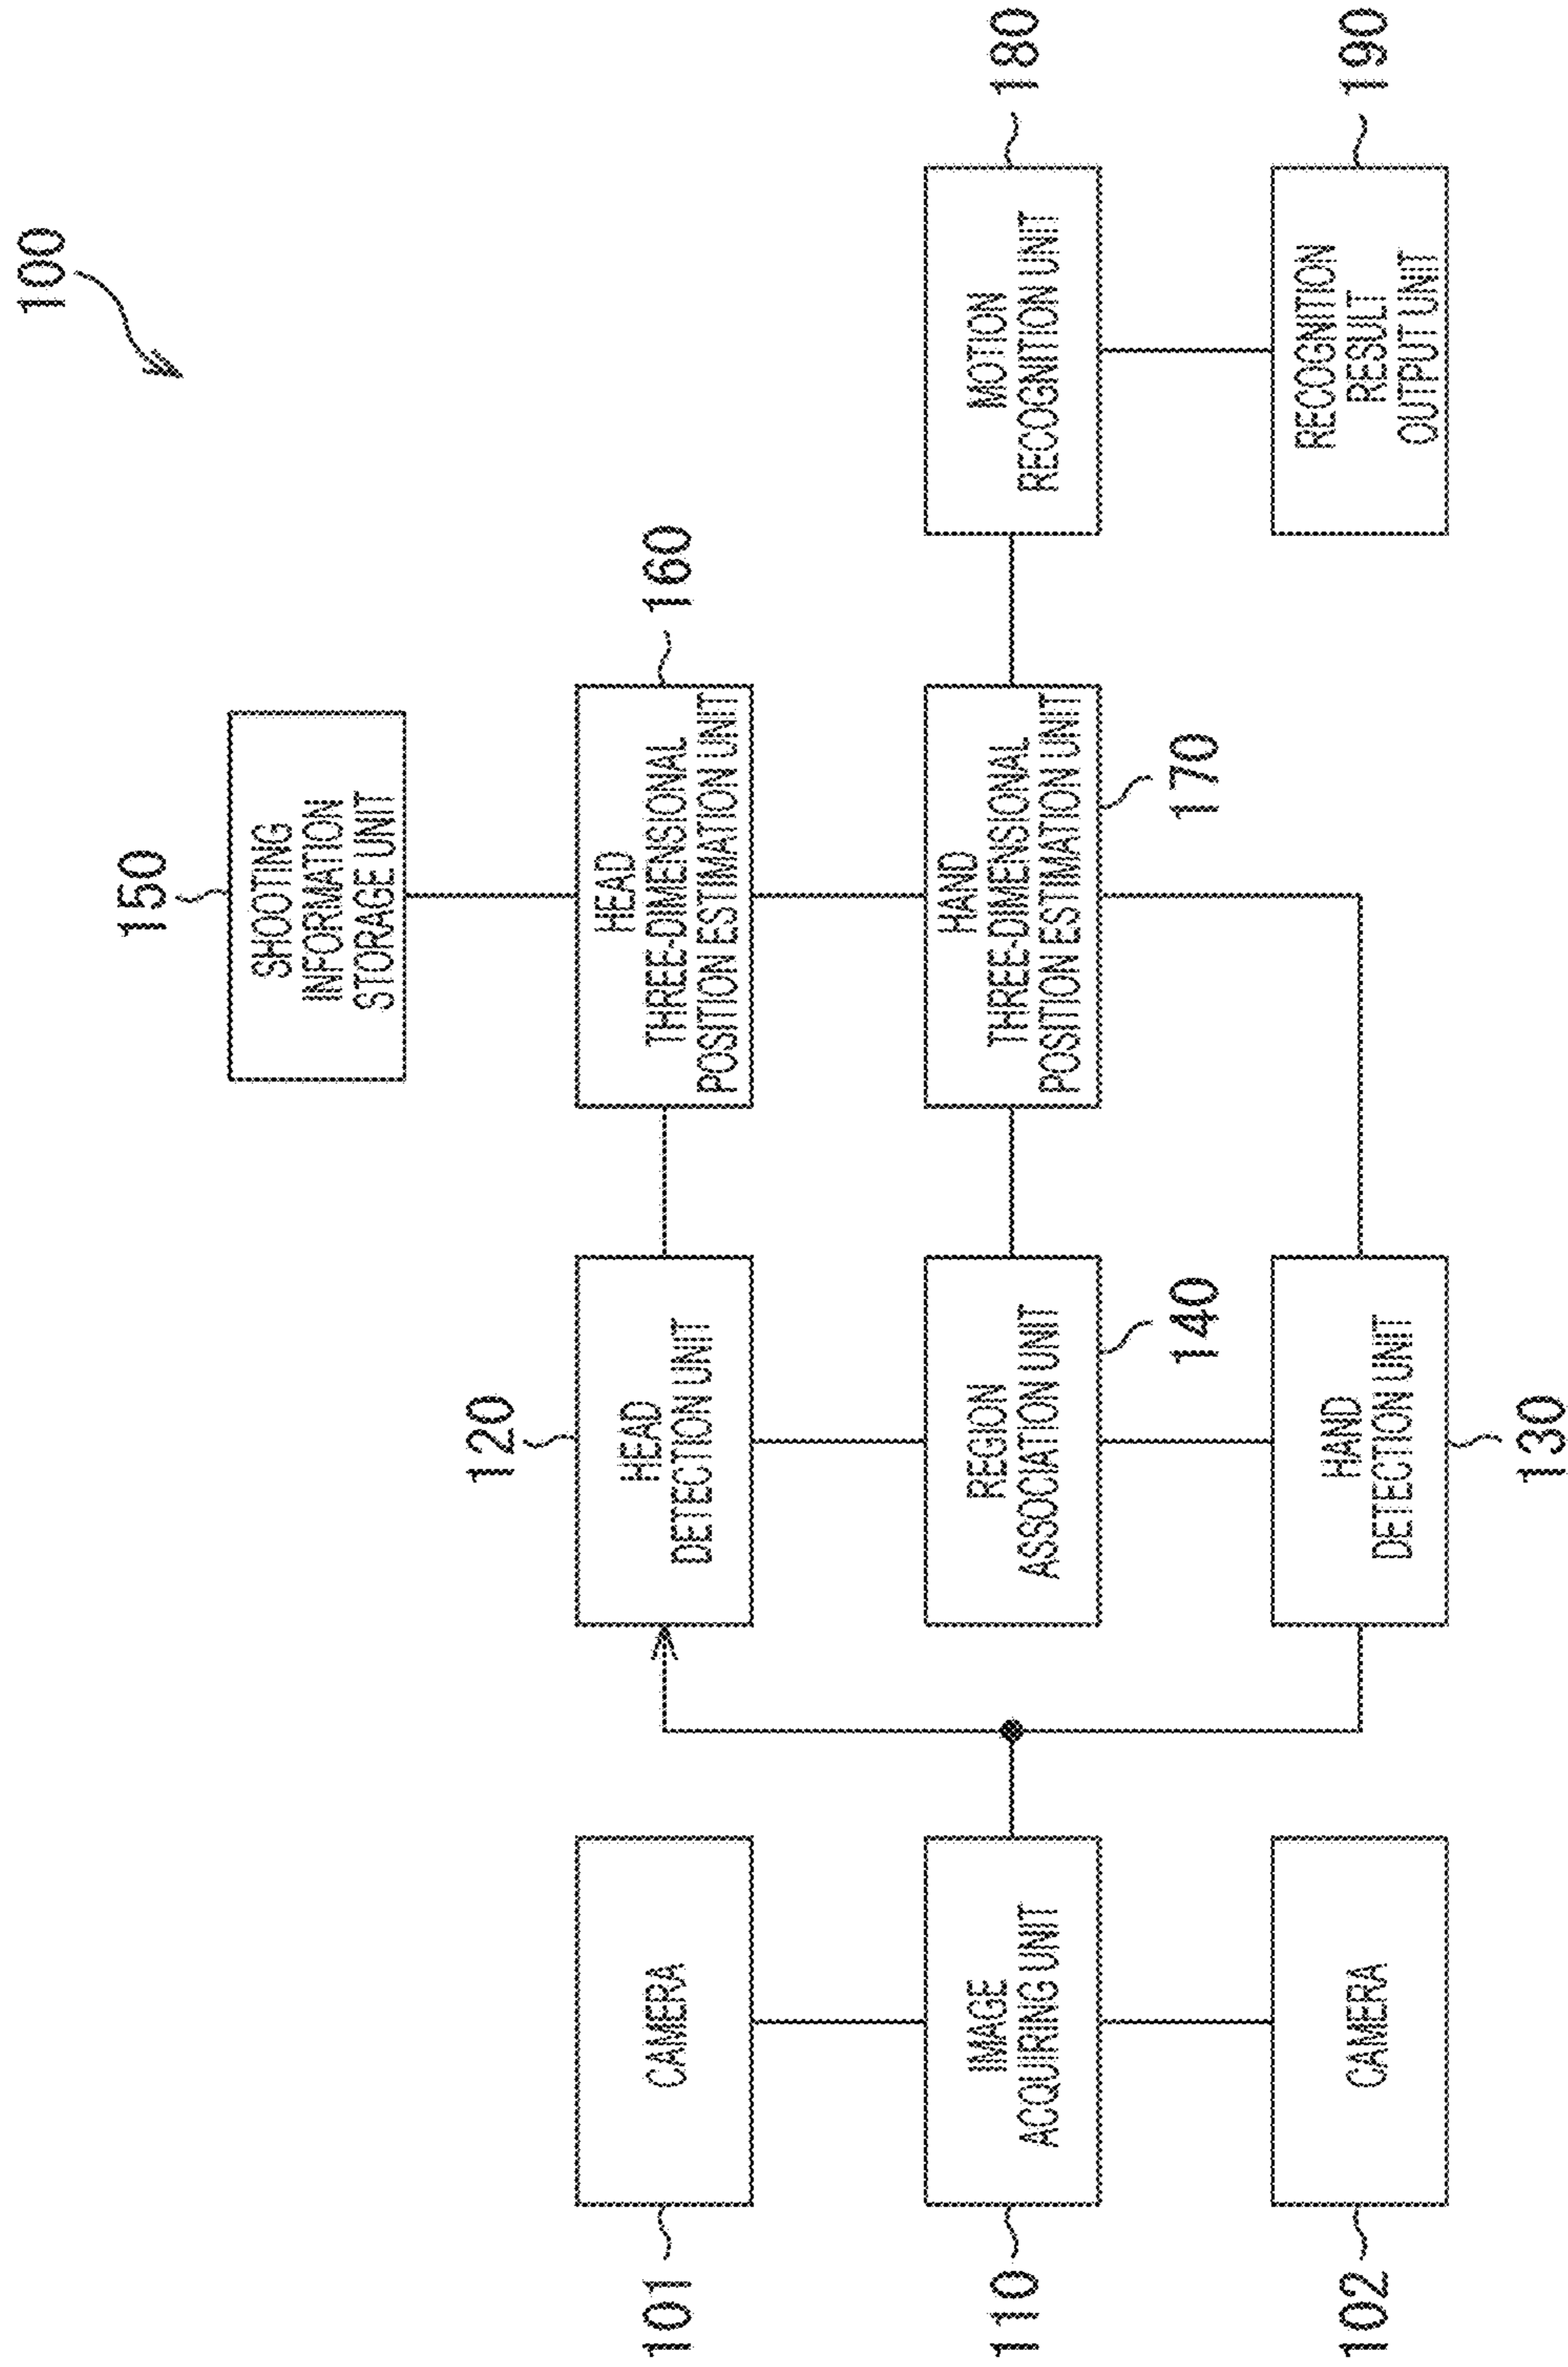 100
150
SHOOTING
INFORMATION
STORAGE UNIT
101
CAMERA
120
HEAD
DETECTION UNIT
HEAD
THREE-DIMENSIONAL
POSITION ESTIMATION UNIT
160
110
IMAGE
ACQUIRING UNIT
REGION
ASSOCIATION UNIT
140
HAND
THREE-DIMENSIONAL
POSITION ESTIMATION UNIT
170
MOTION
RECOGNITION UNIT
180
102
CAMERA
HAND
DETECTION UNIT
130
RECOGNITION
RESULT
OUTPUT UNIT
190